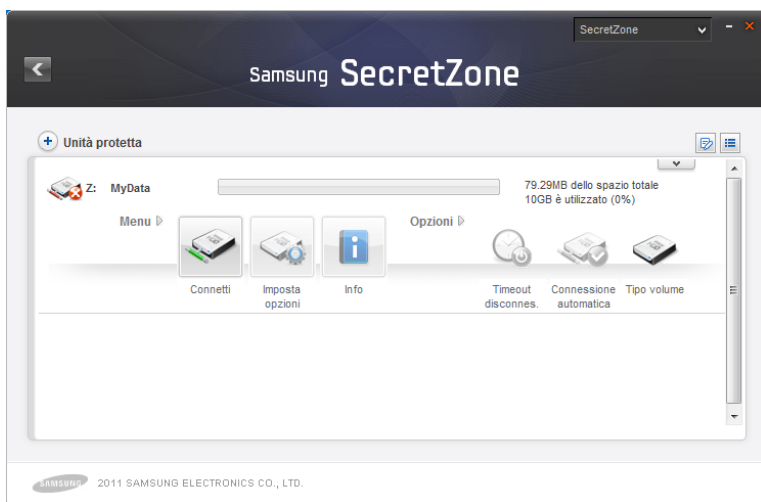 SecretZone
Samsung SecretZone
Unità protetta
Z: MyData
79.29MB dello spazio totale
10GB è utilizzato (0%)
Menu
Opzioni
Connetti
Imposta
opzioni
Info
Timeout
disconnes.
Connessione
automatica
Tipo volume
SAMSUNG 2011 SAMSUNG ELECTRONICS CO., LTD.